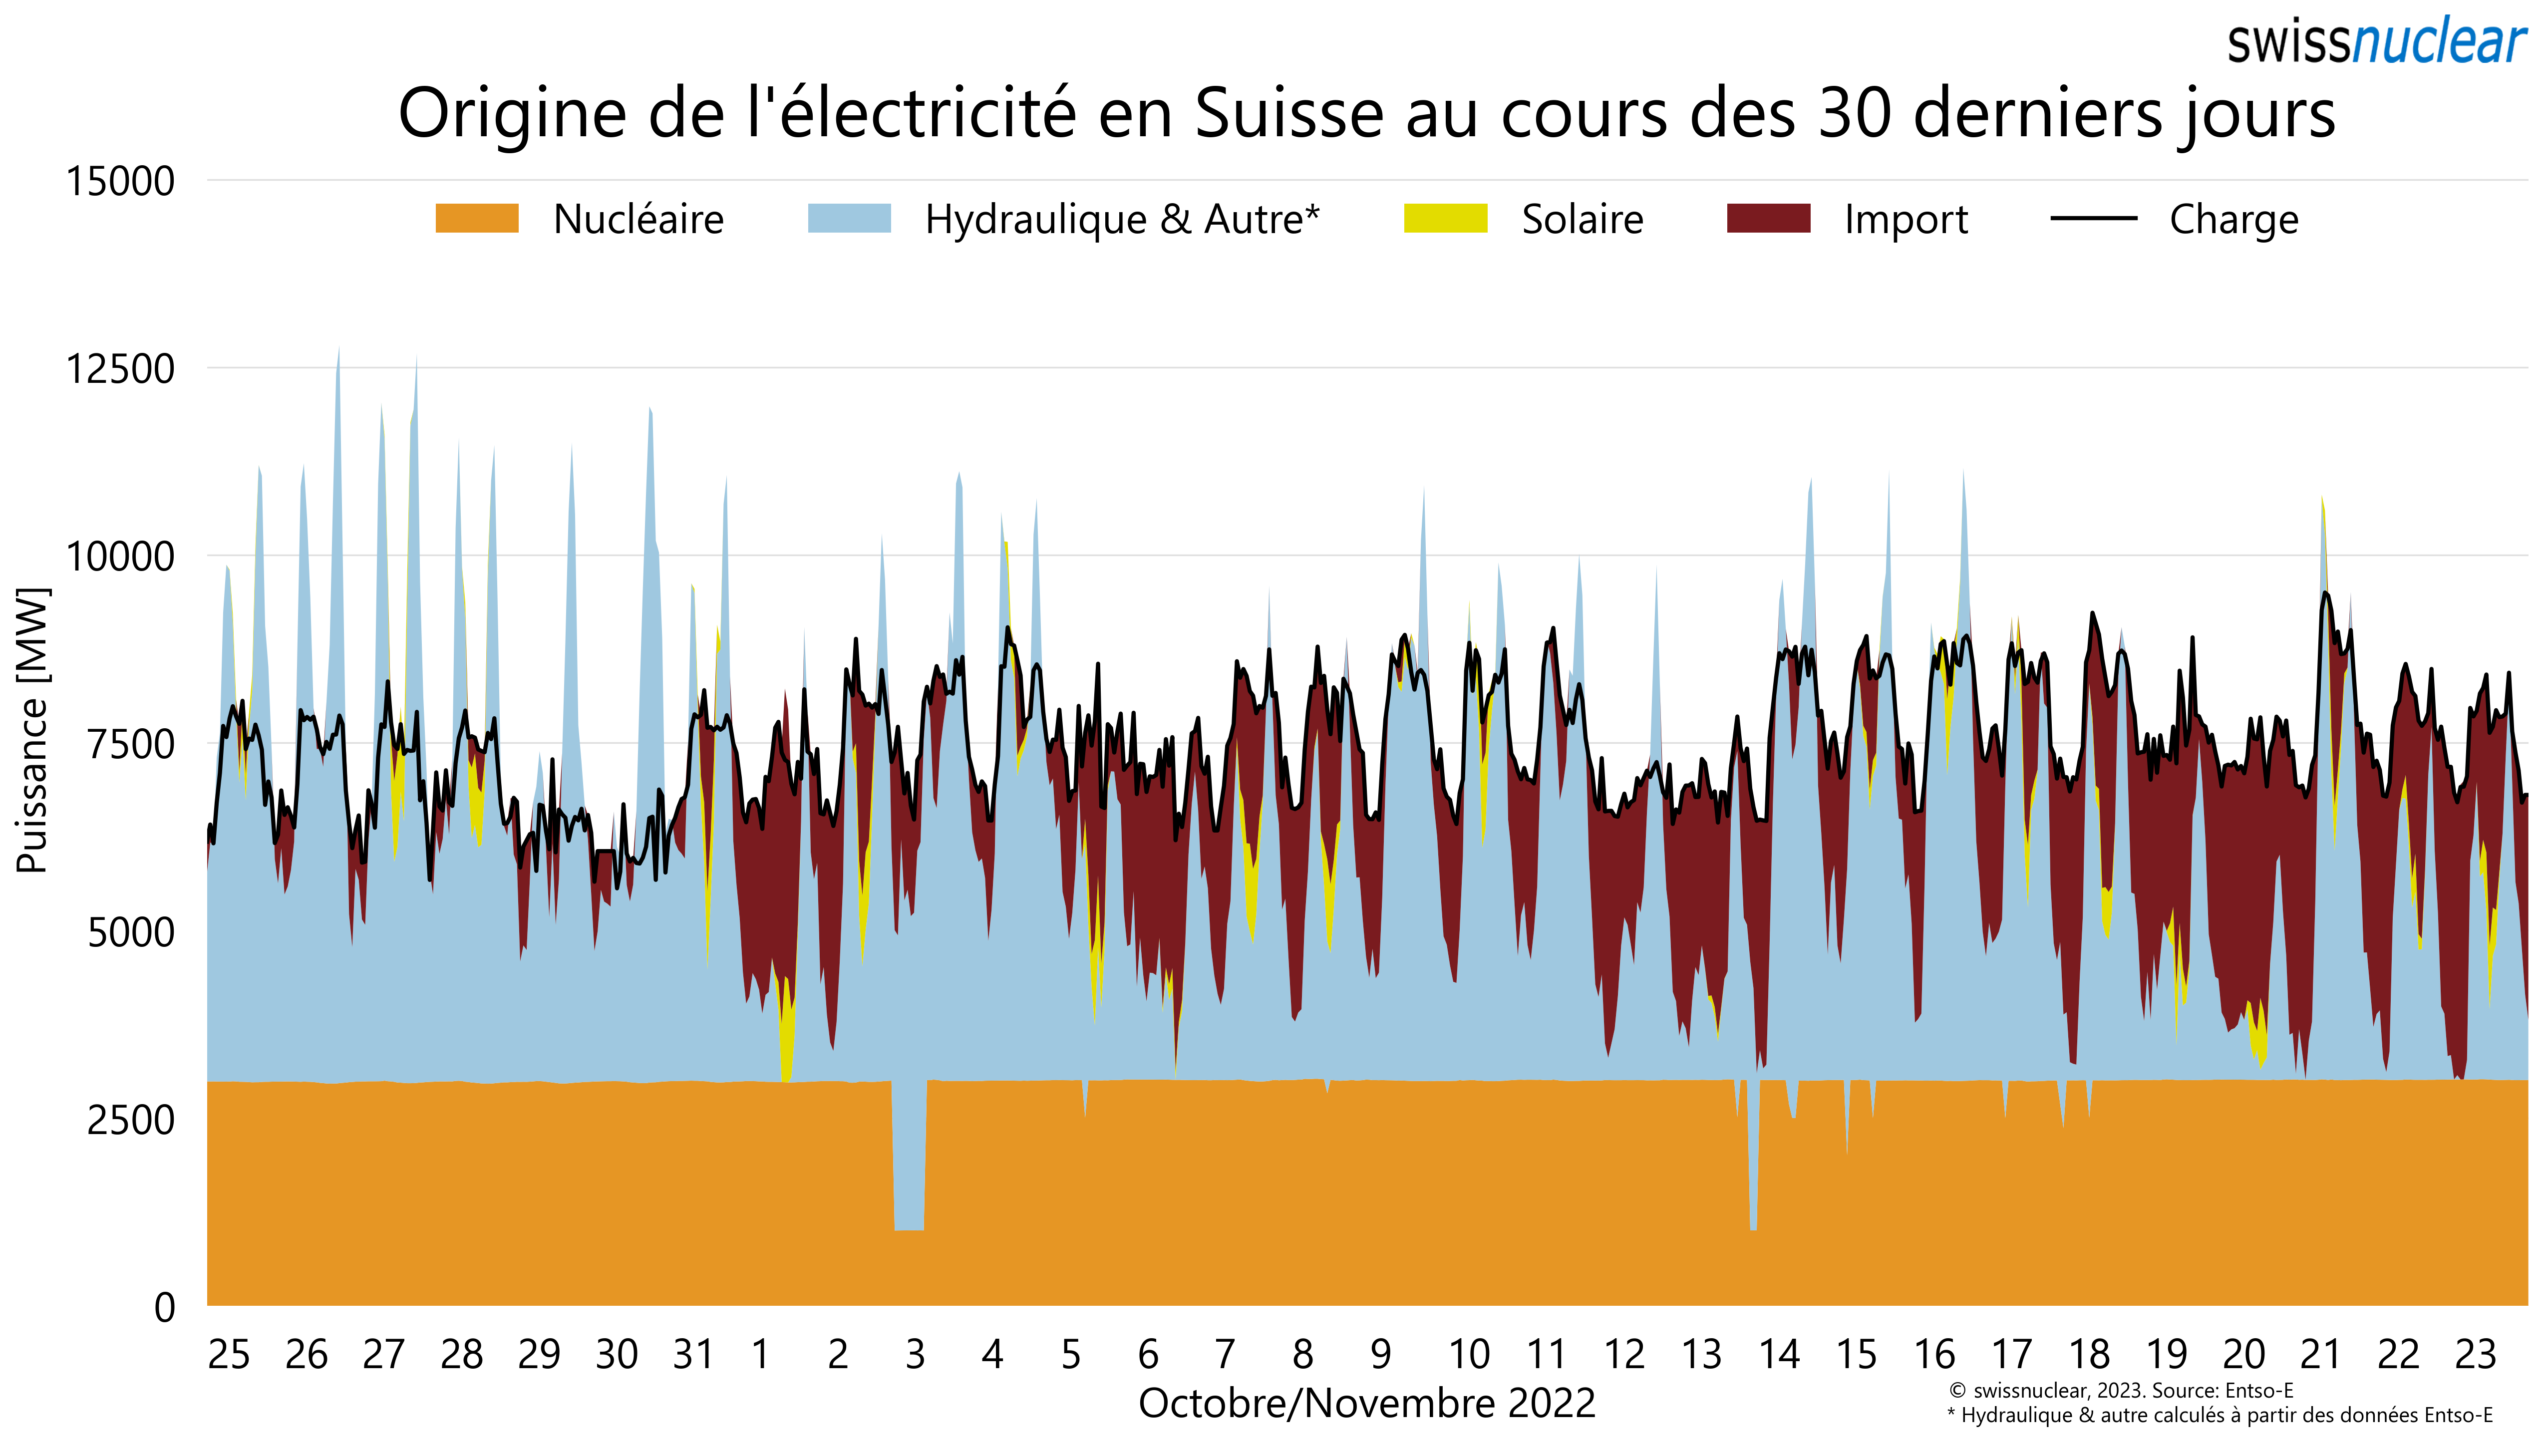 swissnuclear
Origine de l'électricité en Suisse au cours des 30 derniers jours
15000
Nucléaire Hydraulique & Autre* Solaire Import Charge
12500
10000
7500
5000
2500
0
Puissance [MW]
25 26 27 28 29 30 31 1 2 3 4 5 6 7 8 9 10 11 12 13 14 15 16 17 18 19 20 21 22 23
Octobre/Novembre 2022
© swissnuclear, 2023. Source: Entso-E
* Hydraulique & autre calculés à partir des données Entso-E